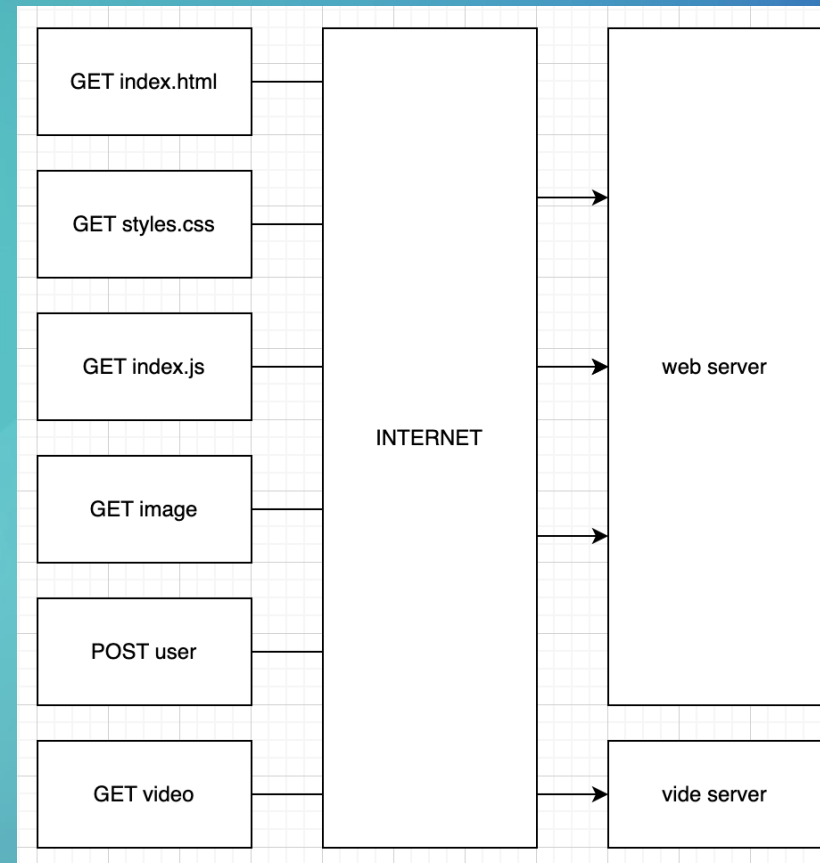 GET index.html
GET styles.css
GET index.js
GET image
POST user
GET video
INTERNET
web server
vide server